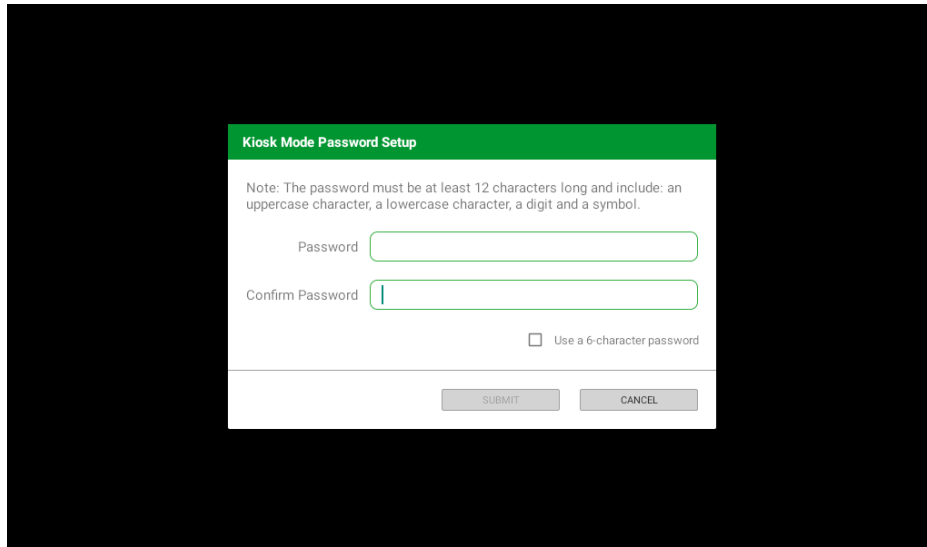 Kiosk Mode Password Setup
Note: The password must be at least 12 characters long and include: an
uppercase character, a lowercase character, a digit and a symbol.
Password
Confirm Password
Use a 6-character password
SUBMIT CANCEL